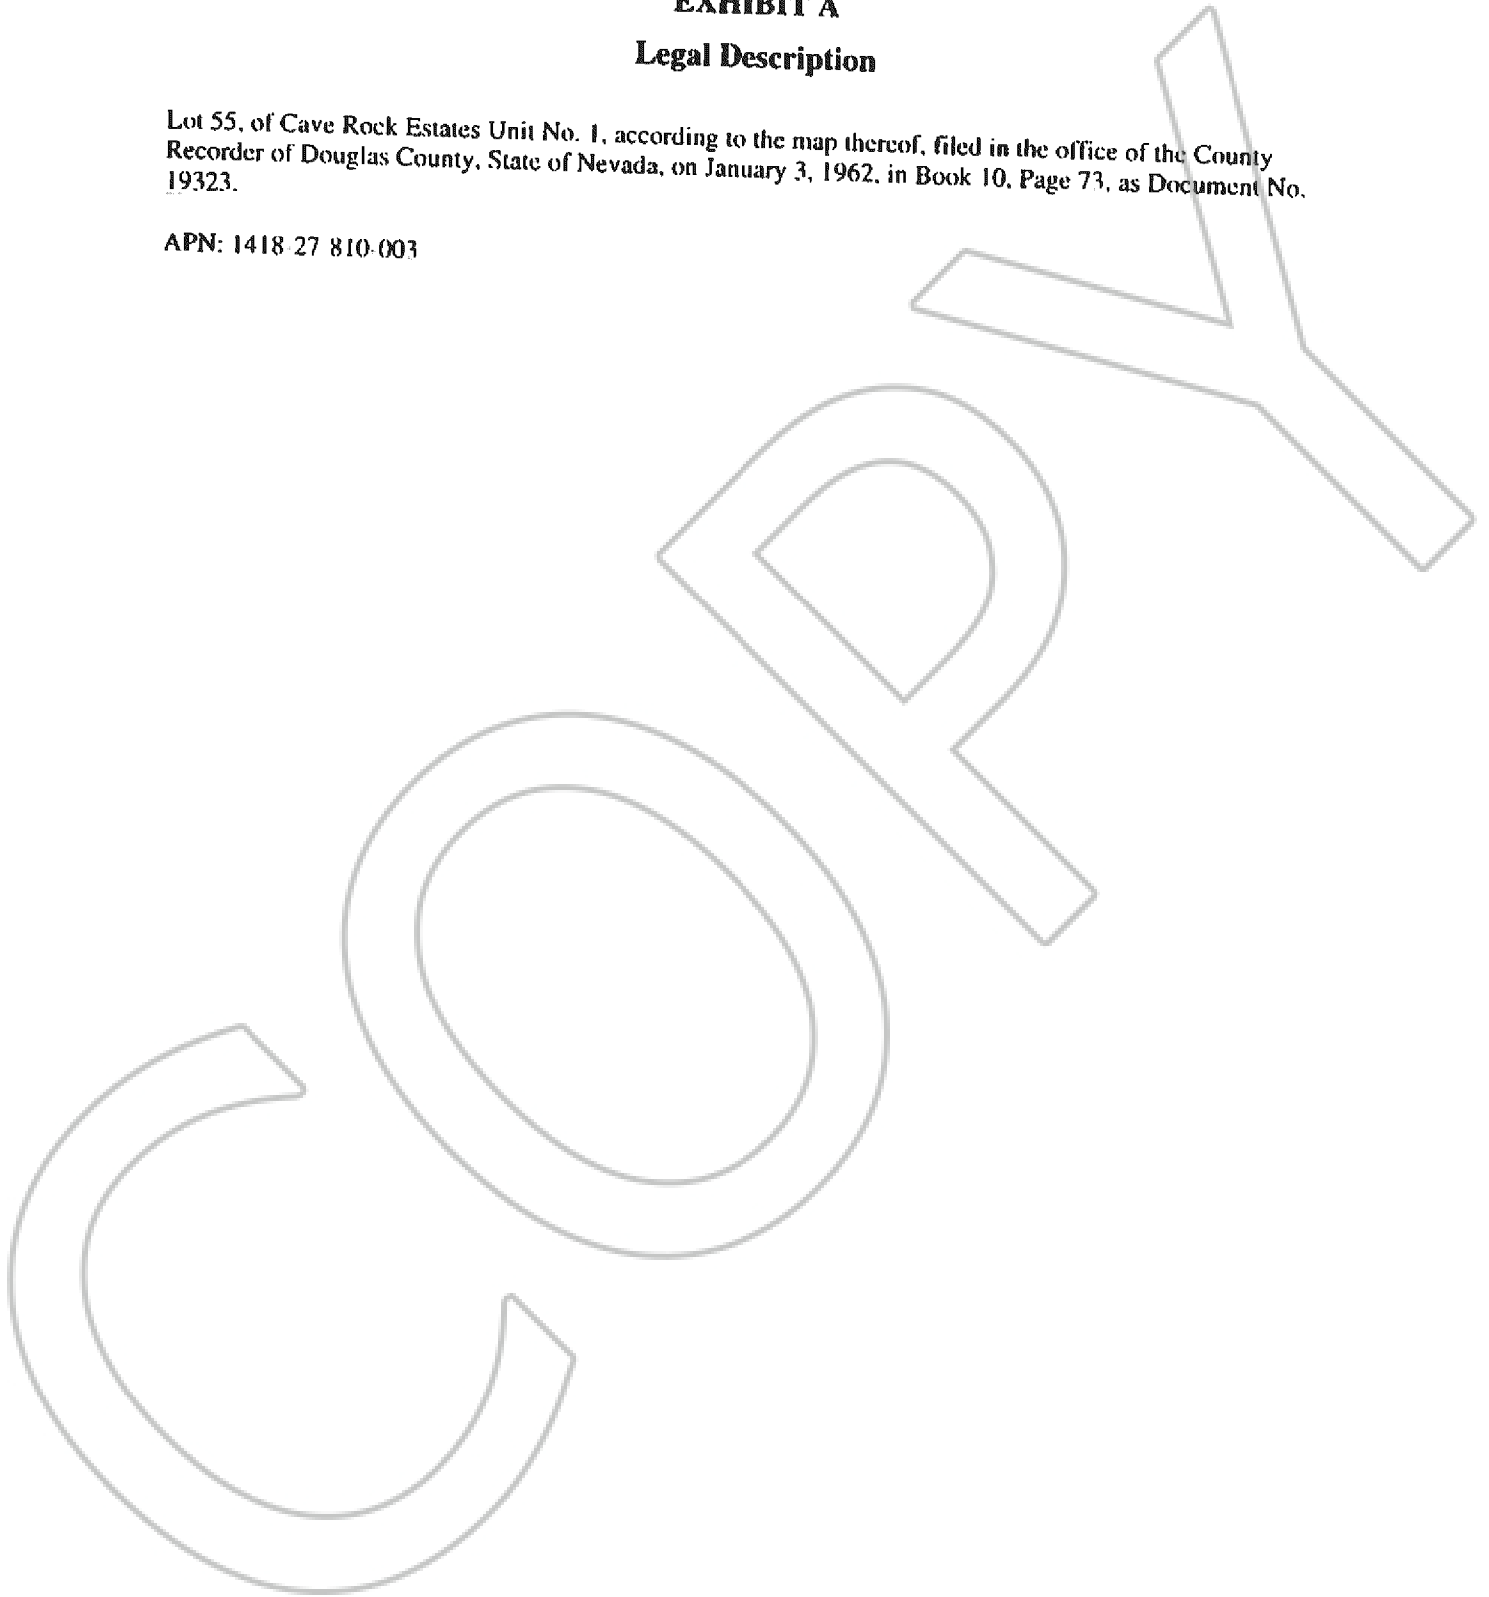 EXHIBIT A
Legal Description
Lot 55, of Cave Rock Estates Unit No. 1, according to the map thereof, filed in the office of the County
Recorder of Douglas County, State of Nevada, on January 3, 1962, in Book 10, Page 73, as Document No.
19323.
APN: 1418-27-810-003
COPY